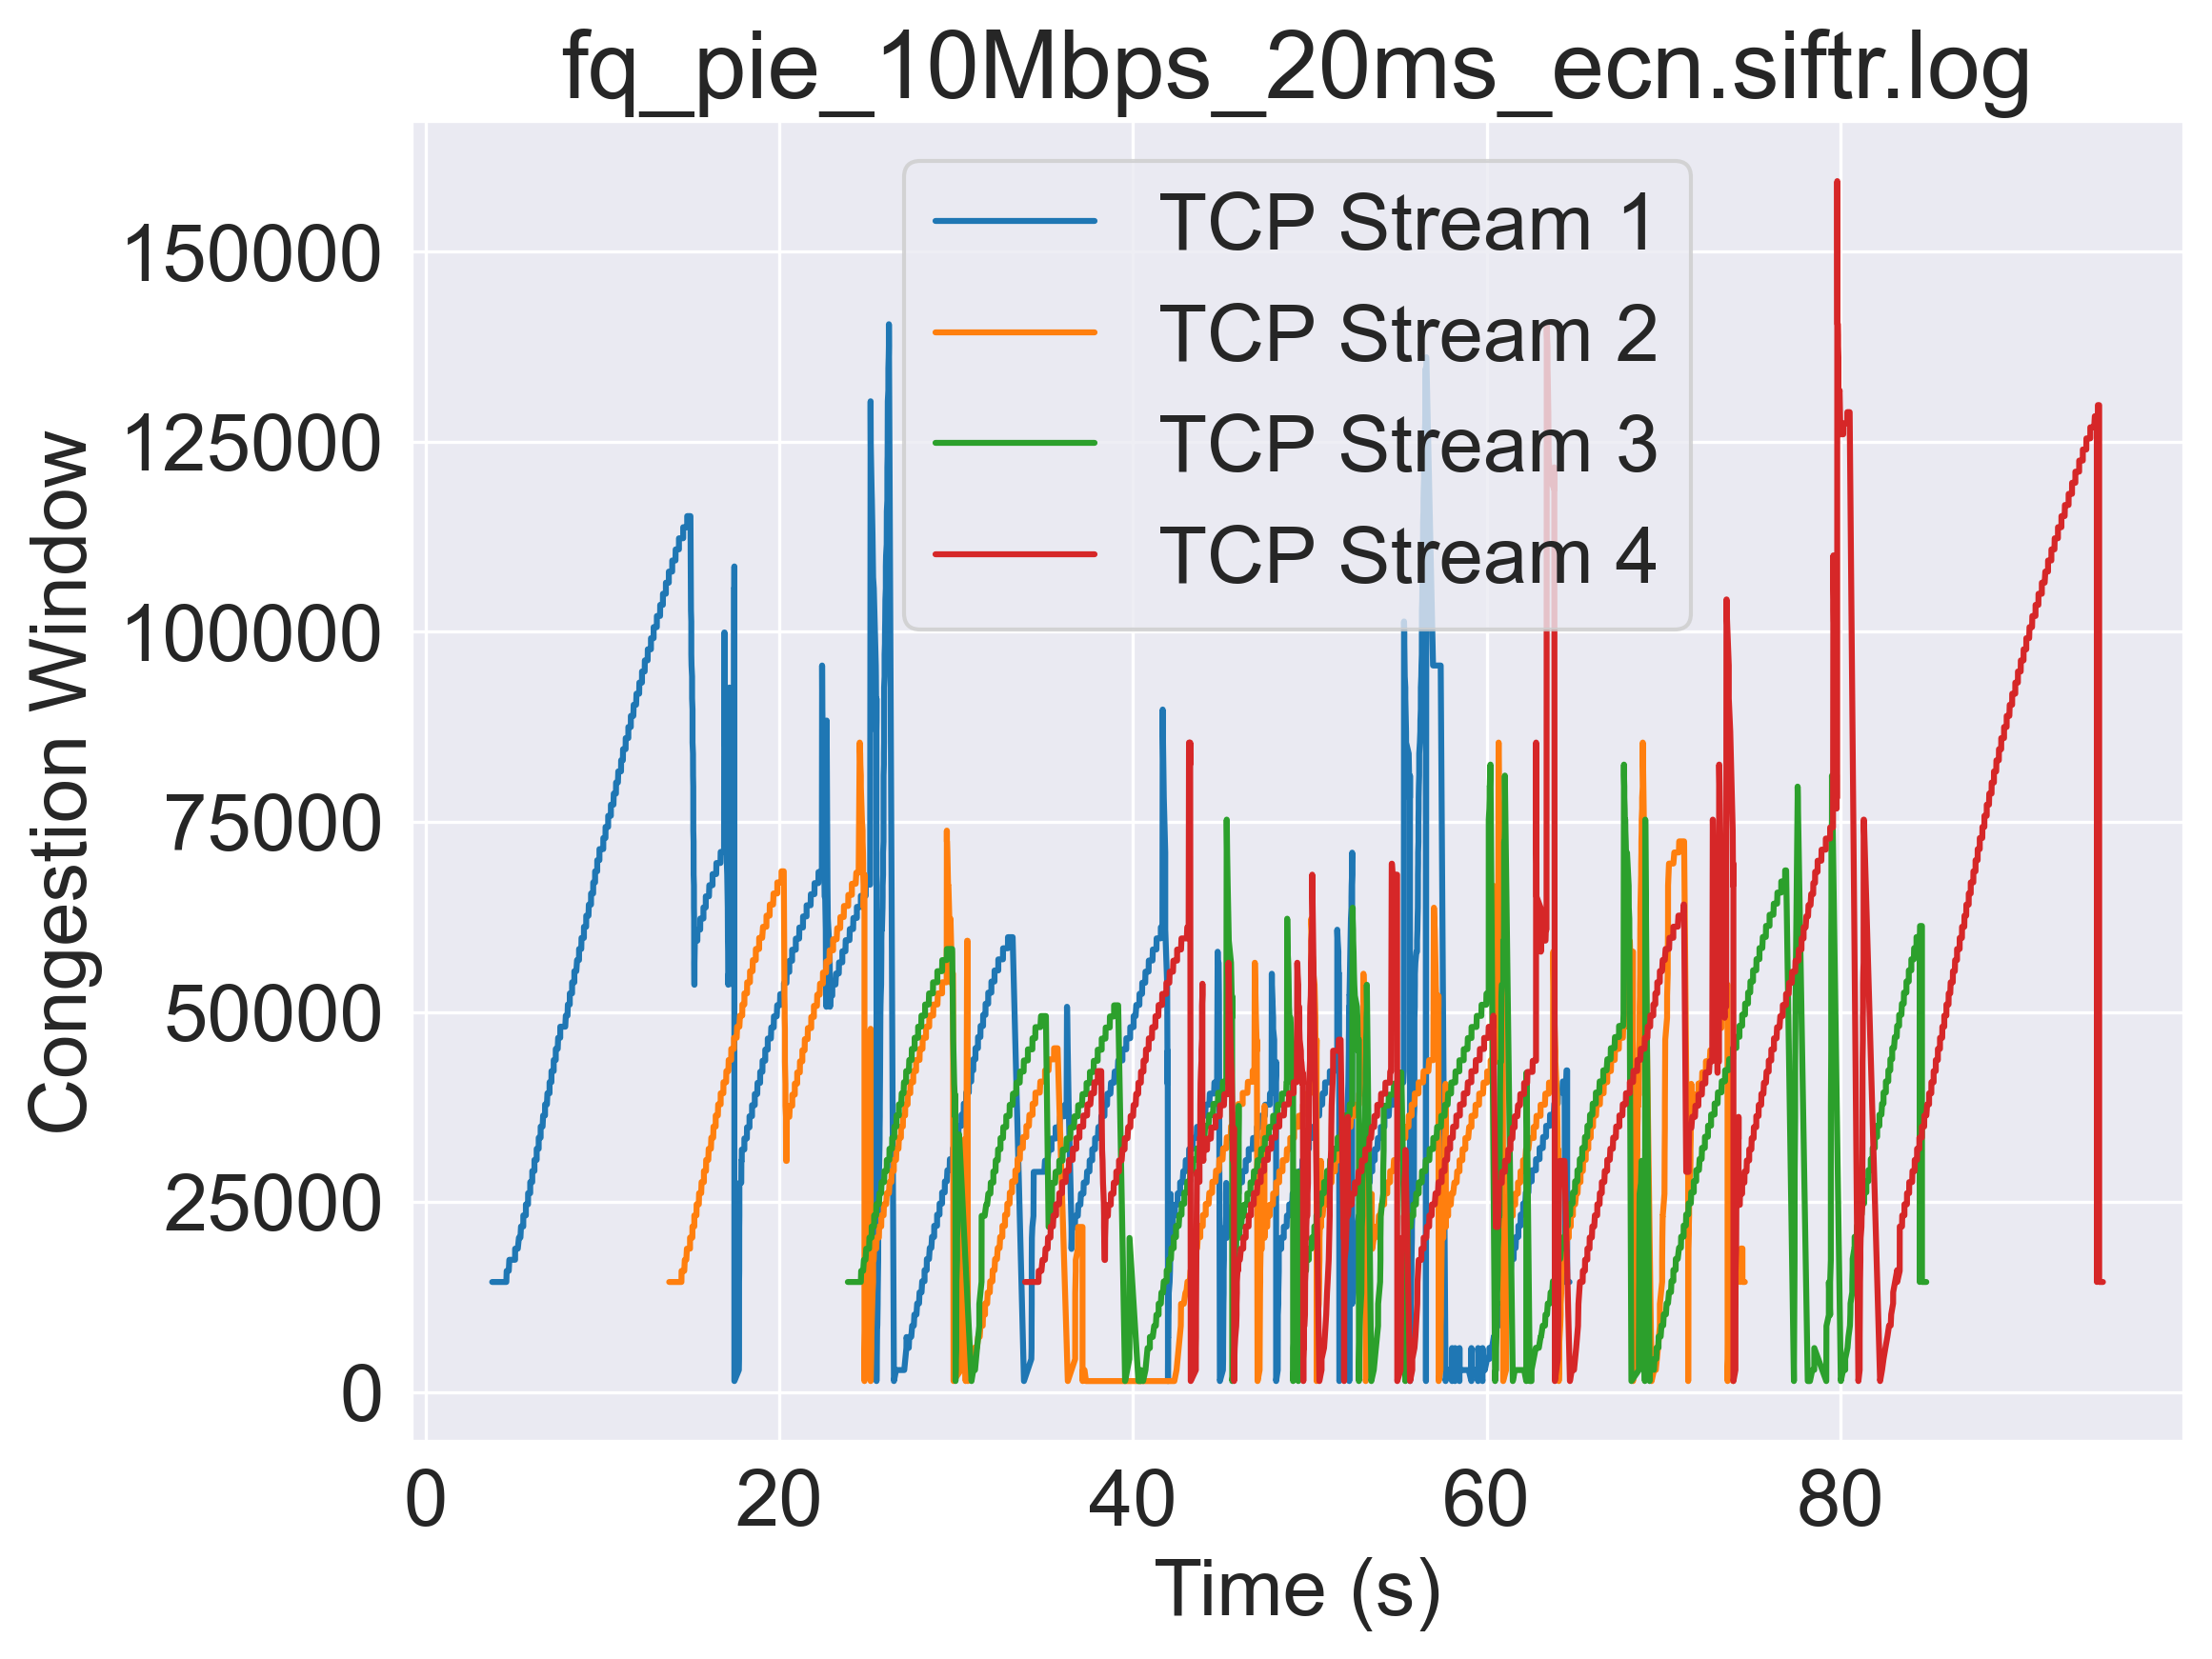 fq_pie_10Mbps_20ms_ecn.siftr.log
TCP Stream 1
TCP Stream 2
TCP Stream 3
TCP Stream 4
150000
125000
100000
75000
50000
25000
0
Congestion Window
0 20 40 60 80
Time (s)